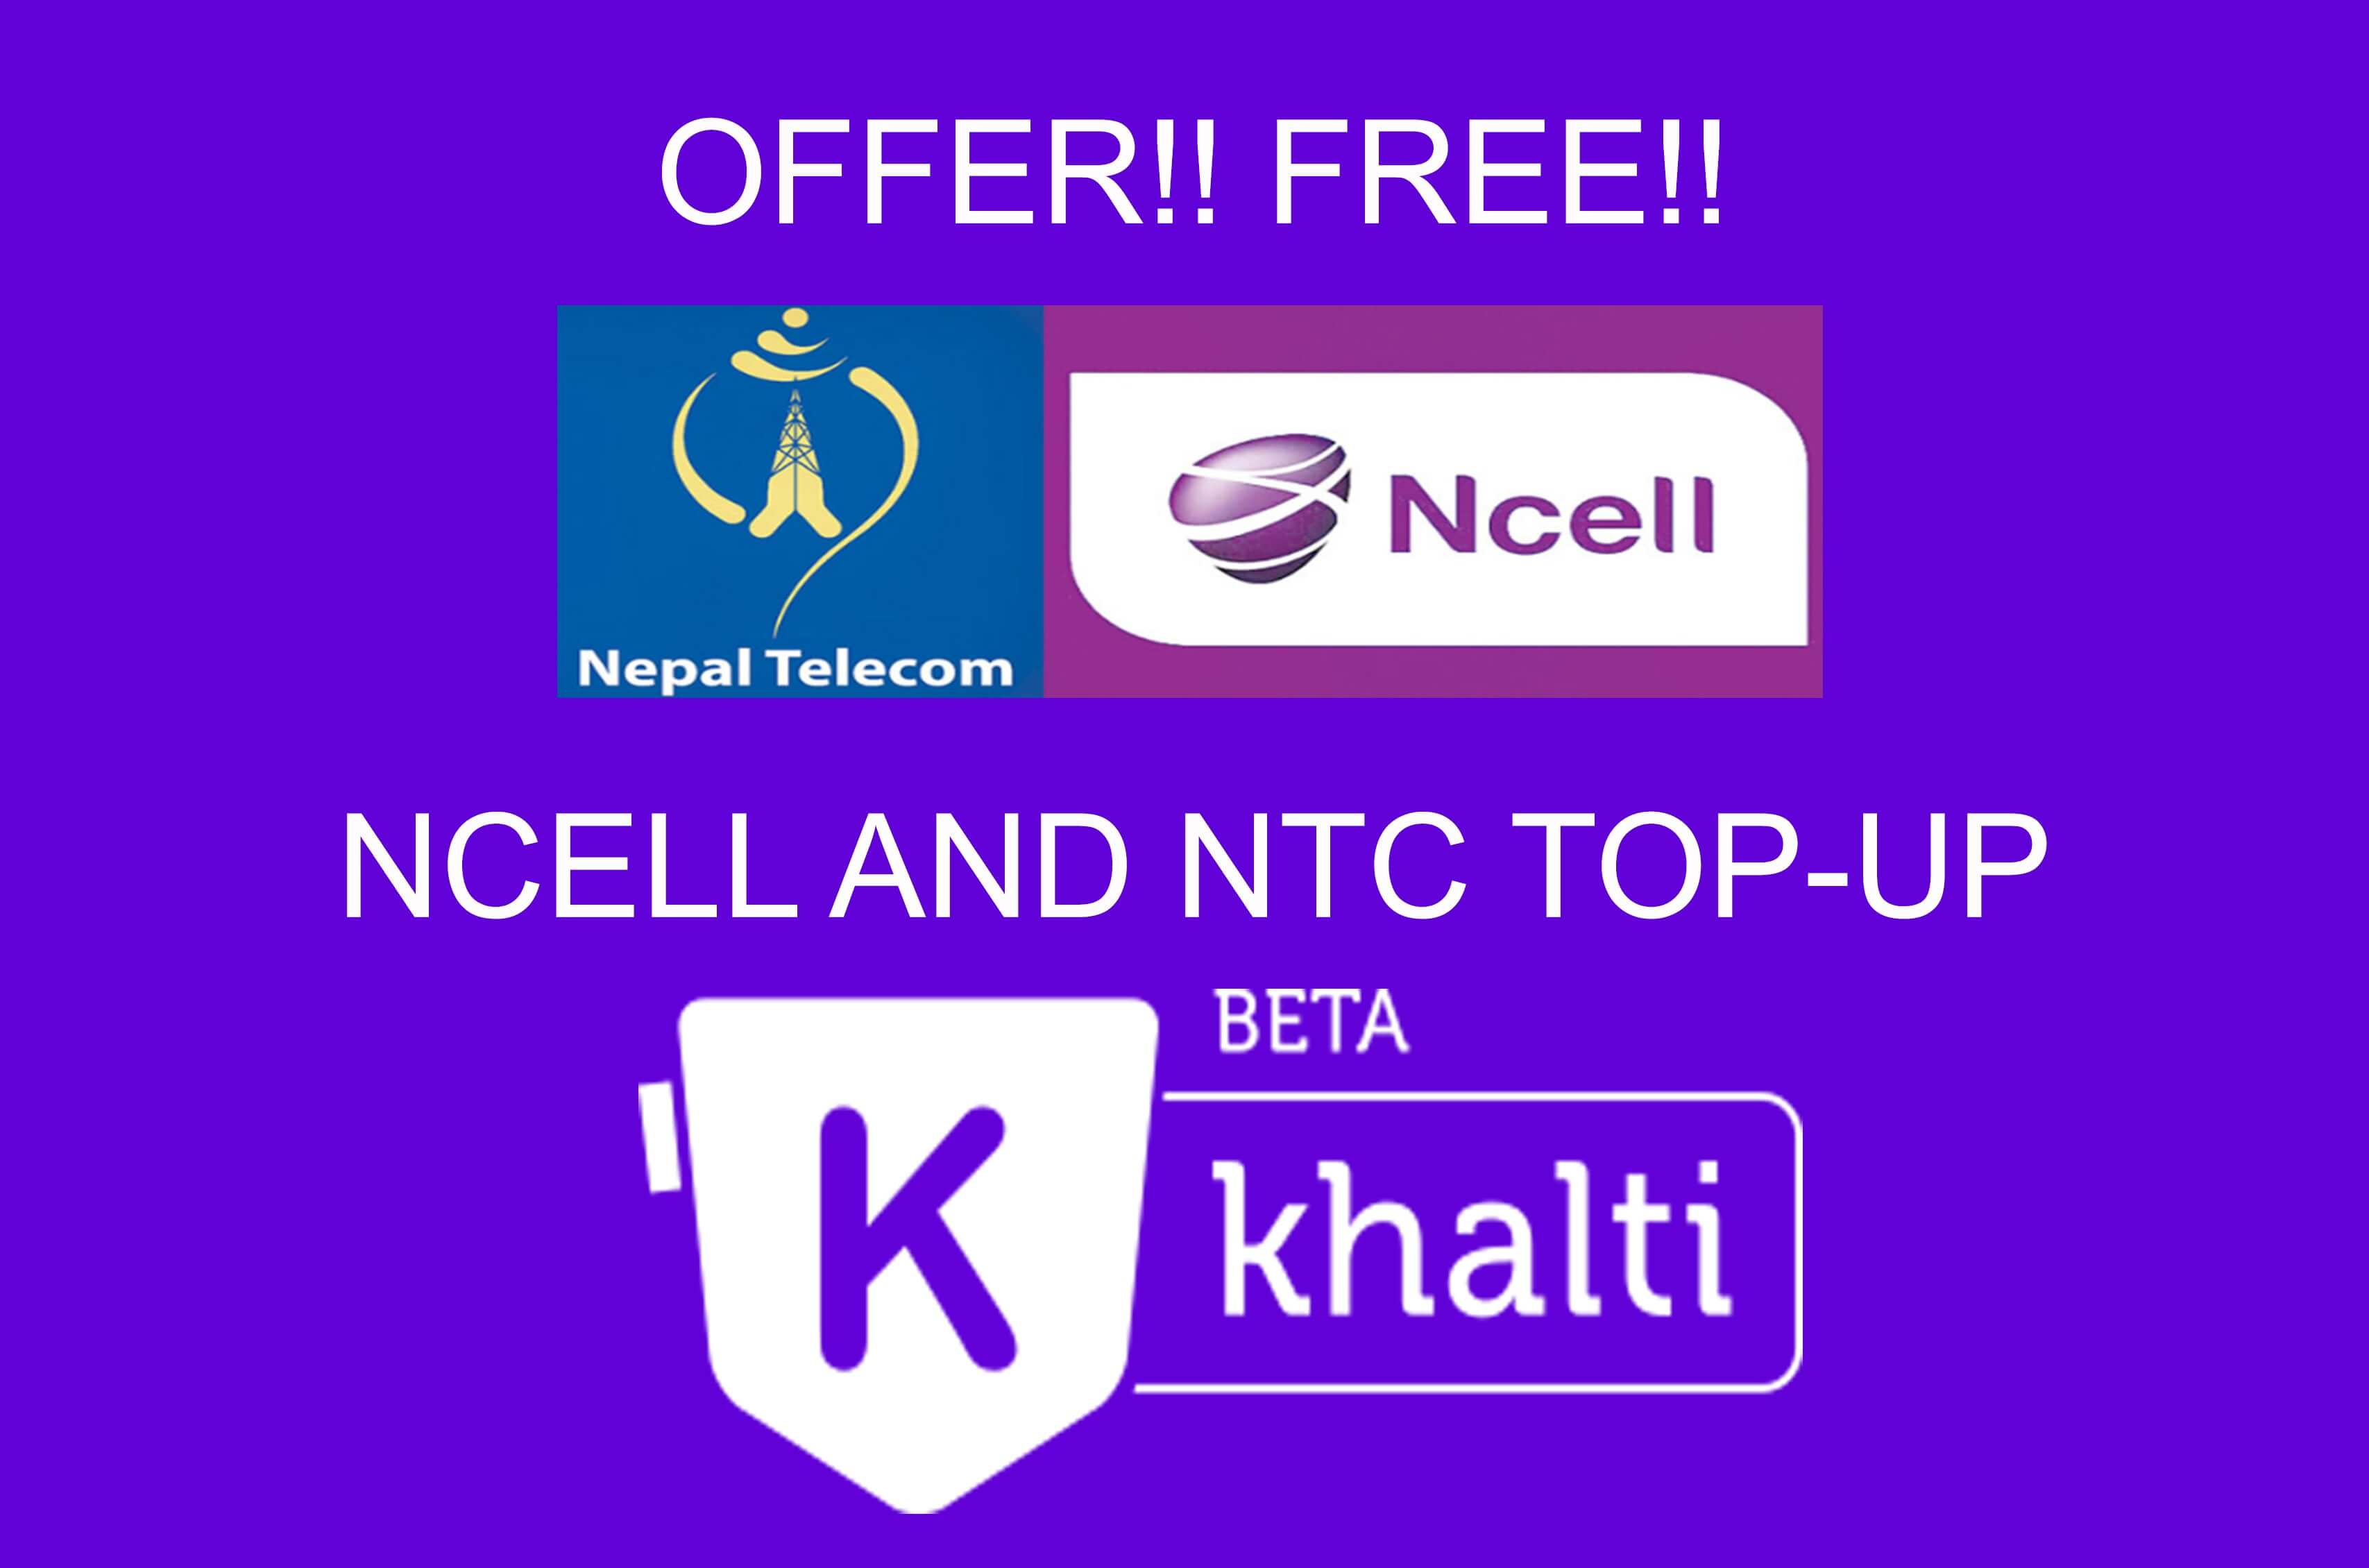 OFFER!! FREE!!
Nepal Telecom
Ncell
NCELL AND NTC TOP-UP
BETA
K
khalti